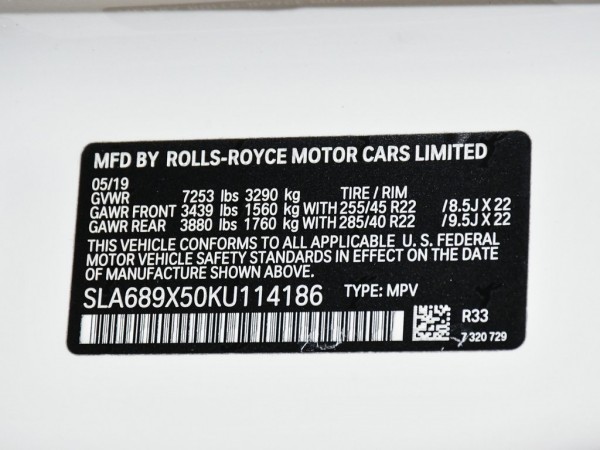 MFD BY ROLLS-ROYCE MOTOR CARS LIMITED
05/19
GVWR 7253 lbs 3290 kg TIRE / RIM
GAWR FRONT 3439 lbs 1560 kg WITH 255/45 R22 /8.5J X 22
GAWR REAR 3880 lbs 1760 kg WITH 285/40 R22 /9.5J X 22
THIS VEHICLE CONFORMS TO ALL APPLICABLE U. S. FEDERAL
MOTOR VEHICLE SAFETY STANDARDS IN EFFECT ON THE DATE
OF MANUFACTURE SHOWN ABOVE.
SLA689X50KU114186 TYPE: MPV
R33
7 320 729